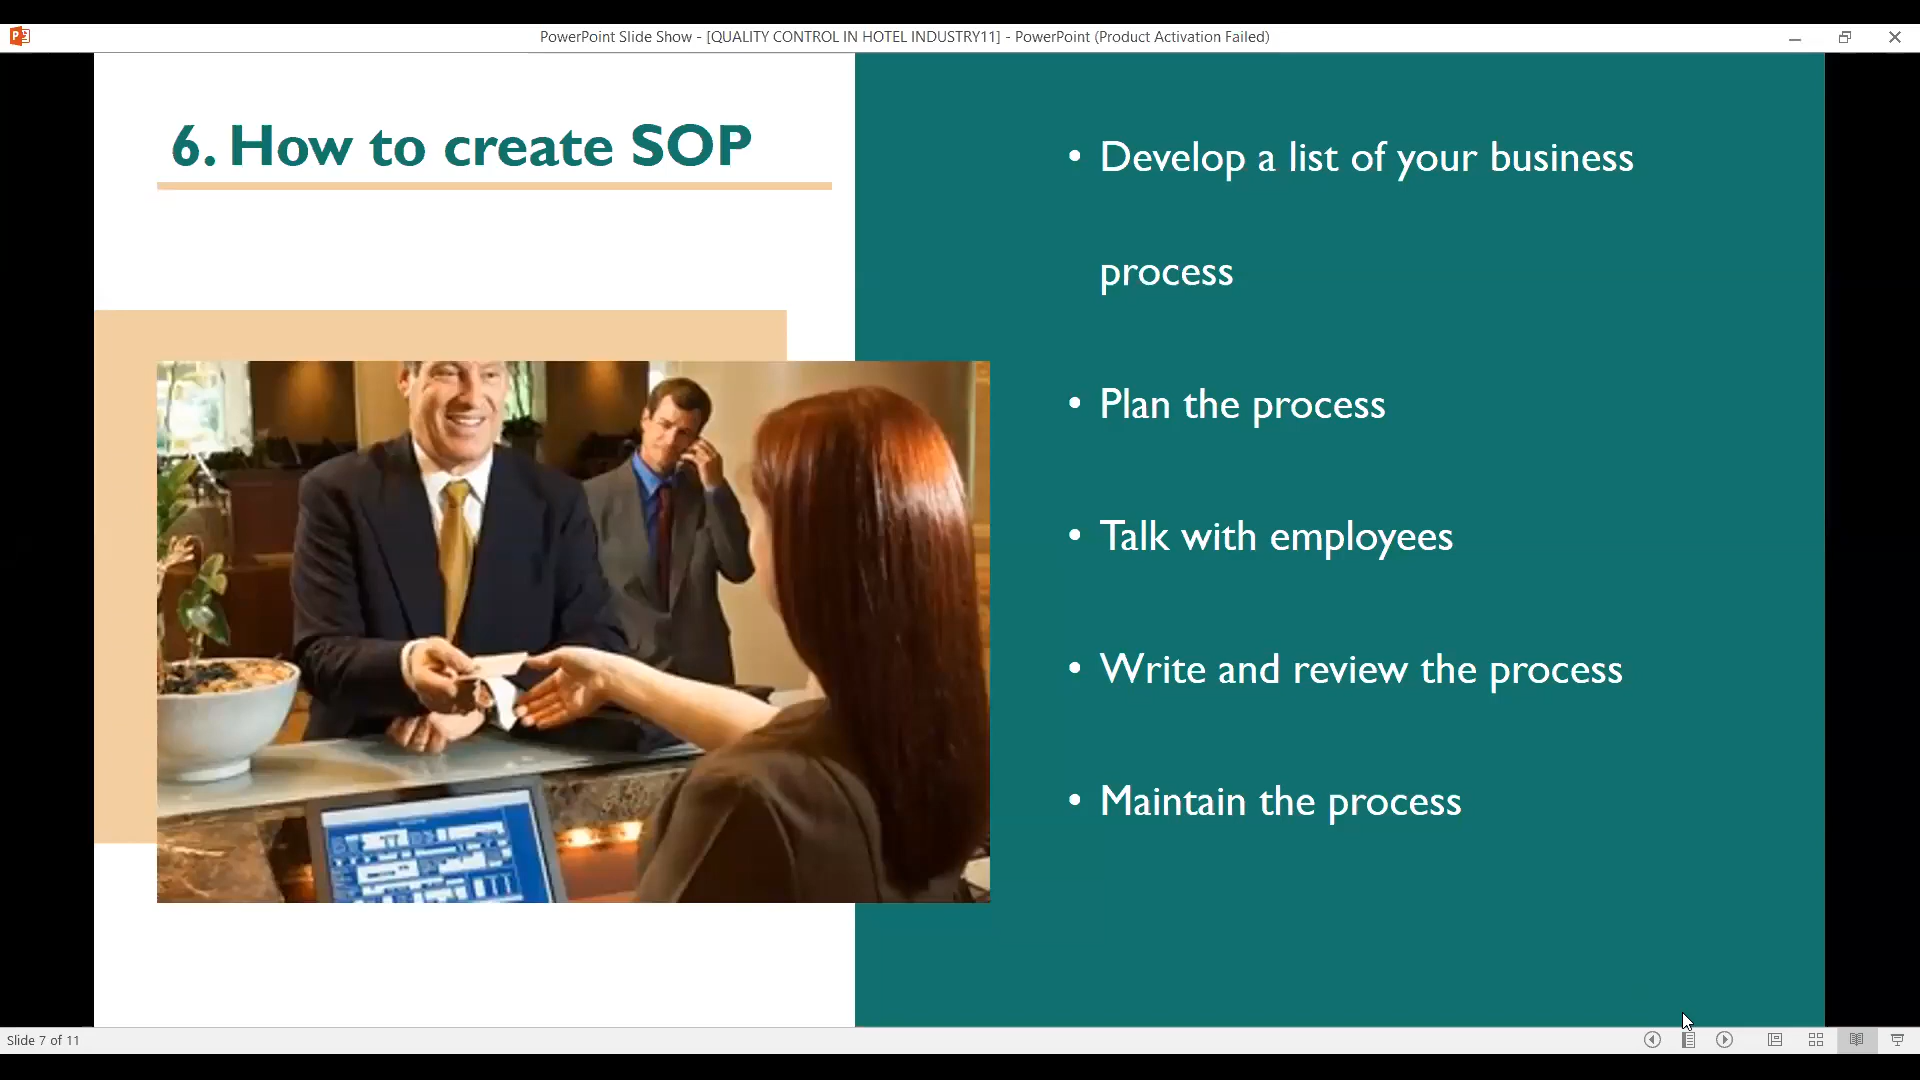 PowerPoint Slide Show - [QUALITY CONTROL IN HOTEL INDUSTRY11] - PowerPoint (Product Activation Failed)
6. How to create SOP
• Develop a list of your business
process
• Plan the process
• Talk with employees
• Write and review the process
• Maintain the process
Slide 7 of 11